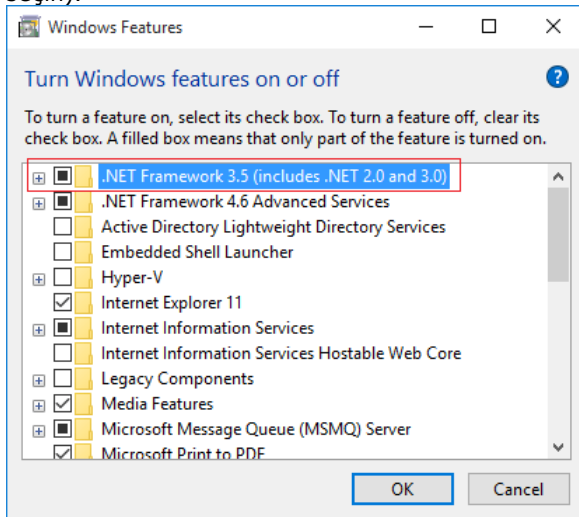 seçin).
Windows Features
Turn Windows features on or off
To turn a feature on, select its check box. To turn a feature off, clear its
check box. A filled box means that only part of the feature is turned on.
.NET Framework 3.5 (includes .NET 2.0 and 3.0)
.NET Framework 4.6 Advanced Services
Active Directory Lightweight Directory Services
Embedded Shell Launcher
Hyper-V
Internet Explorer 11
Internet Information Services
Internet Information Services Hostable Web Core
Legacy Components
Media Features
Microsoft Message Queue (MSMQ) Server
Microsoft Print to PDF
OK Cancel